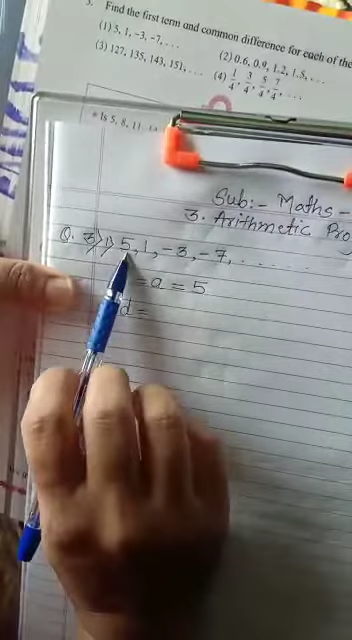 3. Find the first term and common difference for each of the
(1) 5, 1, -3, -7, . . .
(2) 0.6, 0.9, 1.2, 1.5, . . .
(3) 127, 135, 143, 151, . . .
(4) 1/4, 3/4, 5/4, 7/4, . . .
* Is 5, 8, 11, 14
Sub:- Maths-
3. Arithmetic Pro
Q. 3) 1) 5, 1, -3, -7, . . . . .
= a = 5
d =